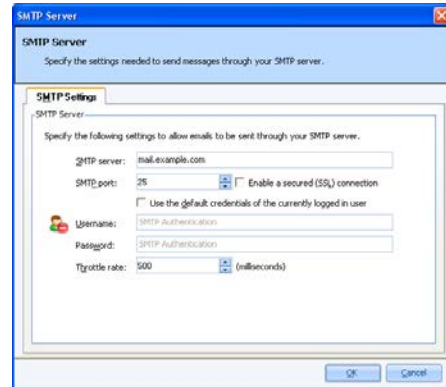 SMTP Server
SMTP Server
Specify the settings needed to send messages through your SMTP server.
SMTP Settings
SMTP Server
Specify the following settings to allow emails to be sent through your SMTP server.
SMTP server: mail.example.com
SMTP port: 25 Enable a secured (SSL) connection
Use the default credentials of the currently logged in user
Username: SMTP Authentication
Password: SMTP Authentication
Throttle rate: 500 (milliseconds)
OK Cancel